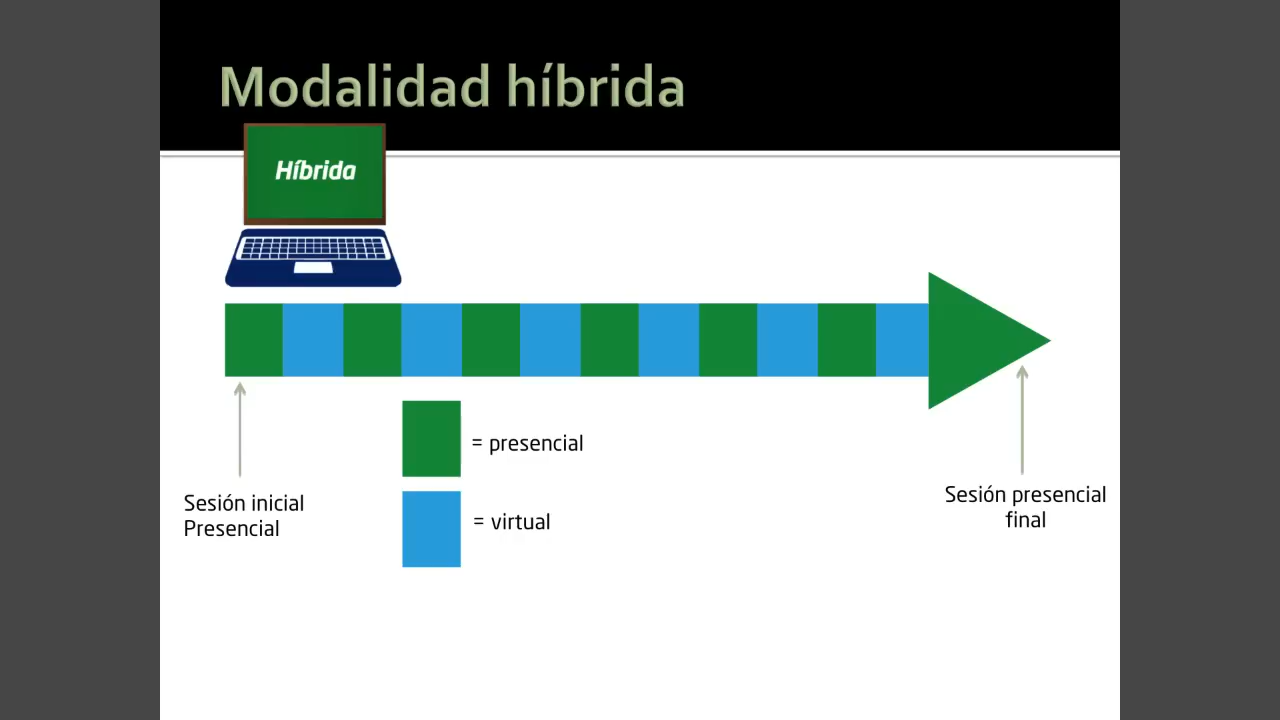 Modalidad híbrida
Híbrida
= presencial
= virtual
Sesión inicial
Presencial
Sesión presencial
final